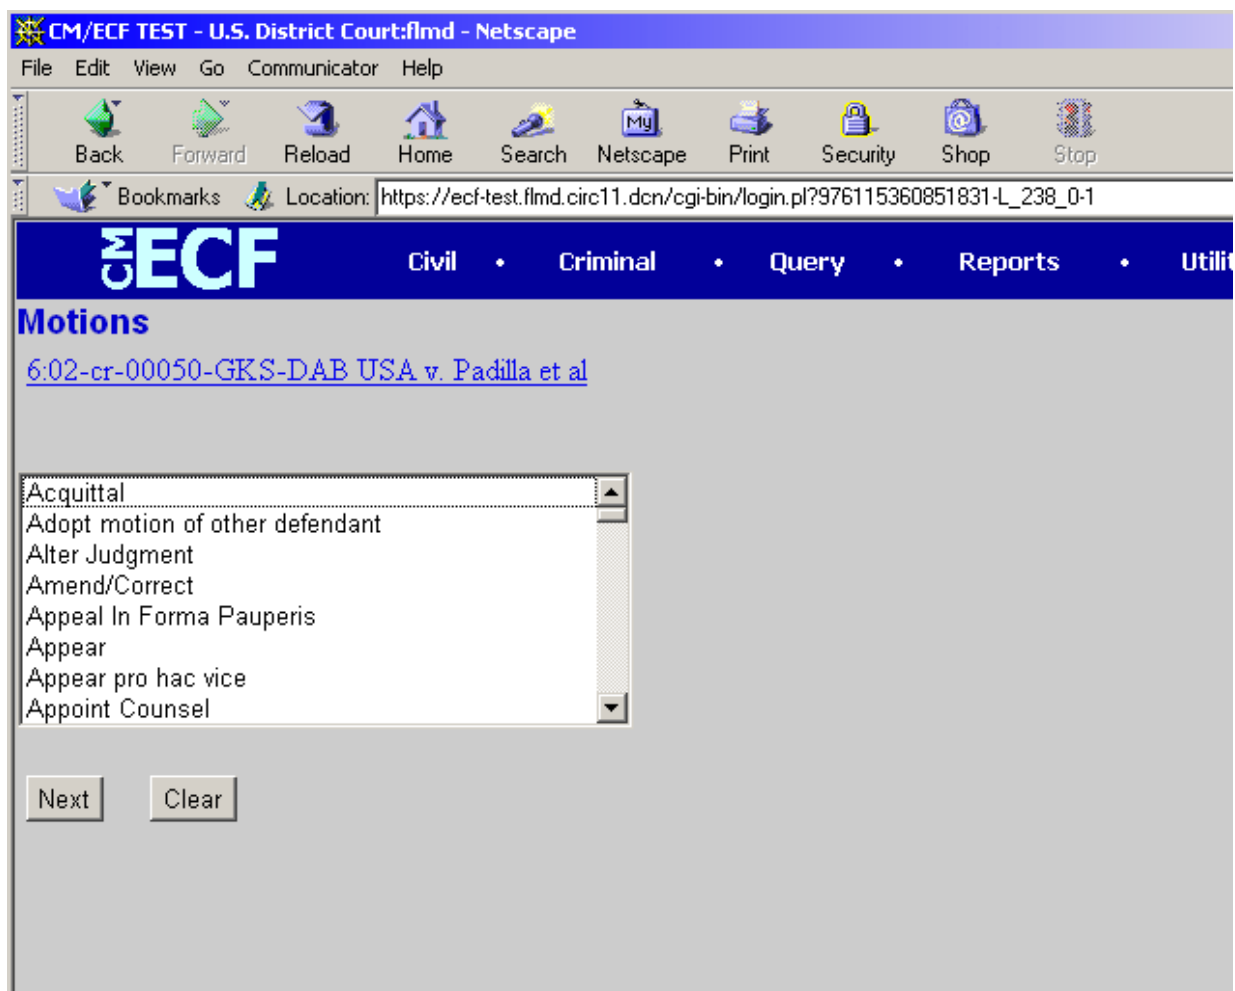 CM/ECF TEST - U.S. District Court:flmd - Netscape
File Edit View Go Communicator Help
My
Back Forward Reload Home Search Netscape Print Security Shop Stop
Bookmarks Location: https://ecf-test.flmd.circ11.dcn/cgi-bin/login.pl?976115360851831-L_238_0-1
CM ECF Civil • Criminal • Query • Reports • Utilit
Motions
6:02-cr-00050-GKS-DAB USA v. Padilla et al
Acquittal
Adopt motion of other defendant
Alter Judgment
Amend/Correct
Appeal In Forma Pauperis
Appear
Appear pro hac vice
Appoint Counsel
Next Clear